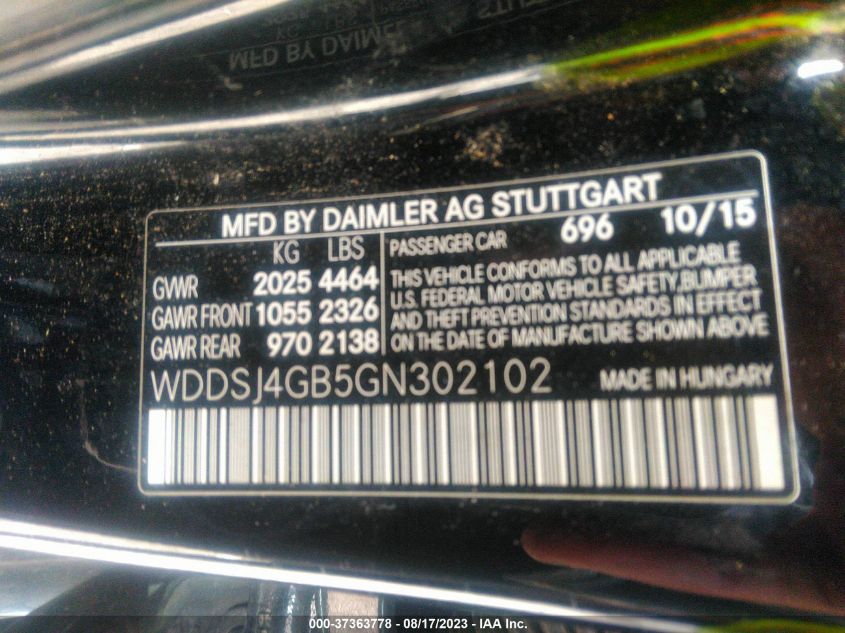 MFD BY DAIMLER AG STUTTGART
KG LBS
GVWR 2025 4464
GAWR FRONT 1055 2326
GAWR REAR 970 2138
PASSENGER CAR 696 10/15
THIS VEHICLE CONFORMS TO ALL APPLICABLE
U.S. FEDERAL MOTOR VEHICLE SAFETY, BUMPER
AND THEFT PREVENTION STANDARDS IN EFFECT
ON THE DATE OF MANUFACTURE SHOWN ABOVE
WDDSJ4GB5GN302102 MADE IN HUNGARY
000-37363778 - 08/17/2023 - IAA Inc.